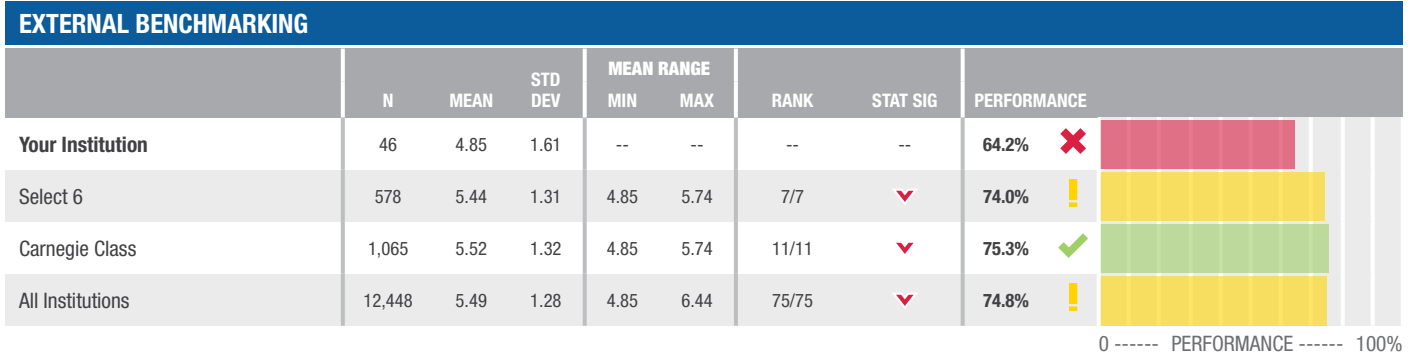 EXTERNAL BENCHMARKING
N MEAN STD DEV MEAN RANGE MIN MAX RANK STAT SIG PERFORMANCE
Your Institution 46 4.85 1.61 -- -- -- -- 64.2%
Select 6 578 5.44 1.31 4.85 5.74 7/7 74.0%
Carnegie Class 1,065 5.52 1.32 4.85 5.74 11/11 75.3%
All Institutions 12,448 5.49 1.28 4.85 6.44 75/75 74.8%
0 ------ PERFORMANCE ------ 100%